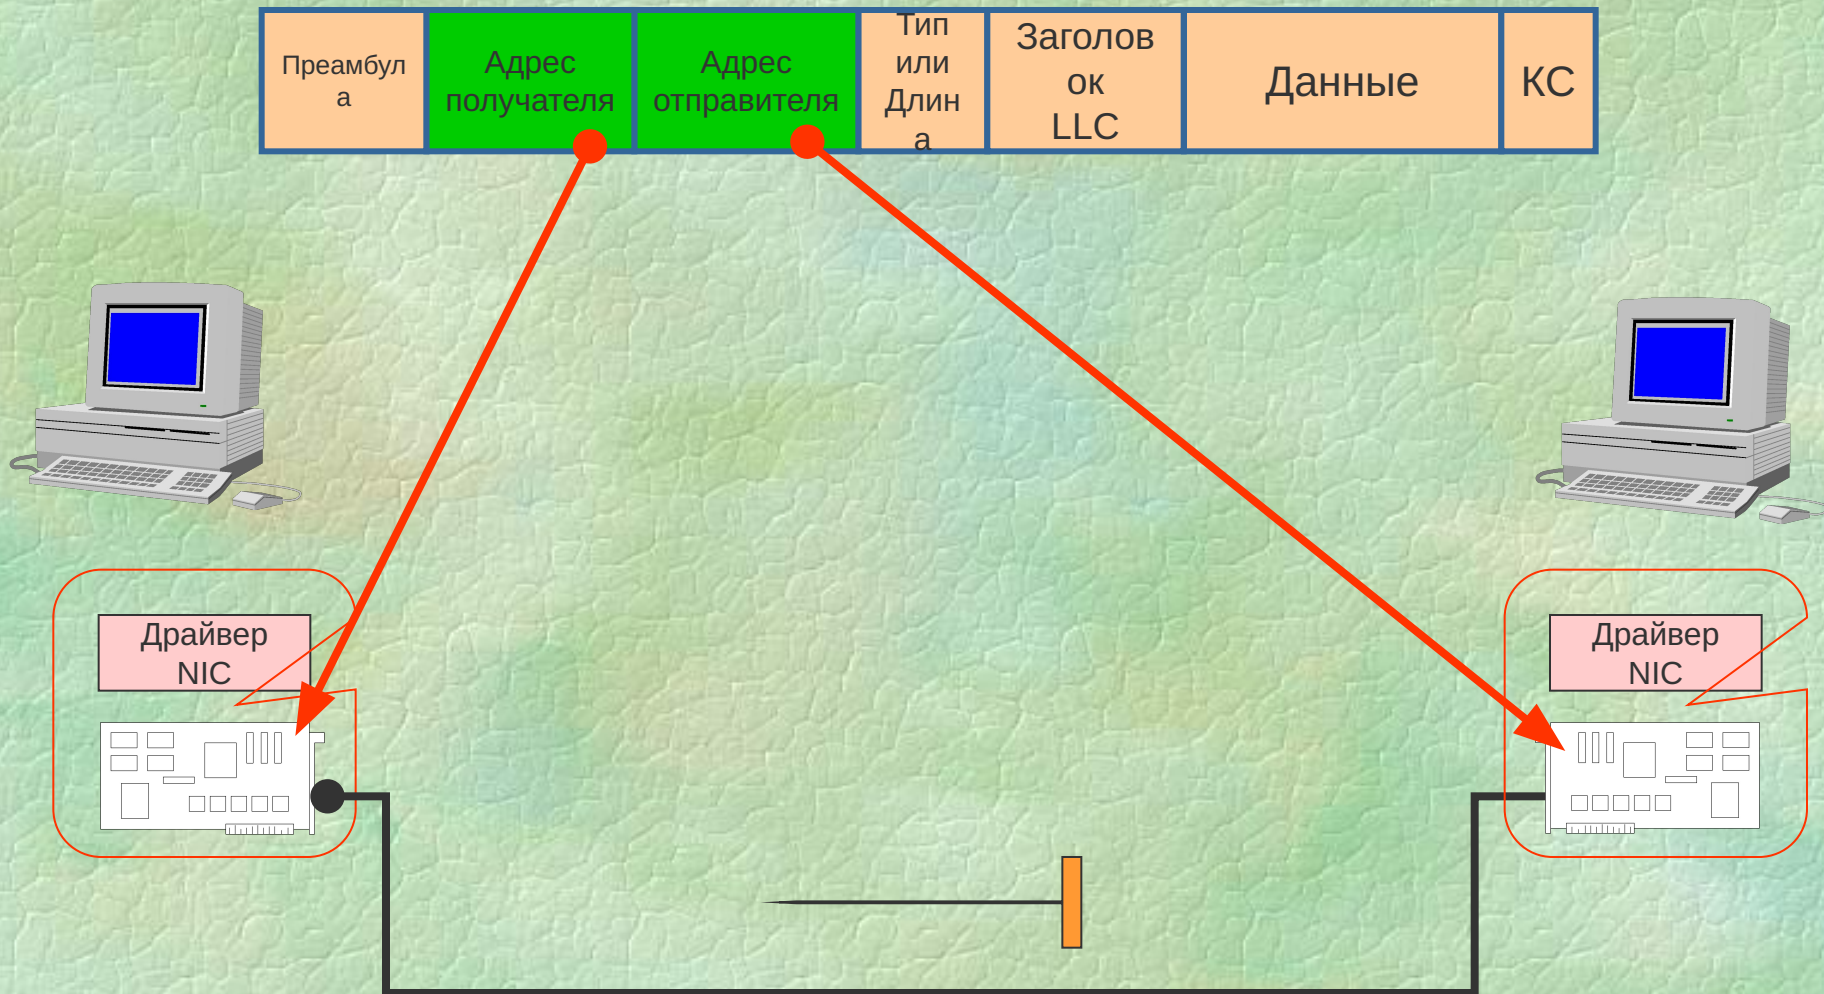 Преамбул
а
Адрес
получателя
Адрес
отправителя
Тип
или
Длин
а
Заголов
ок
LLC
Данные
КС
Драйвер
NIC
Драйвер
NIC